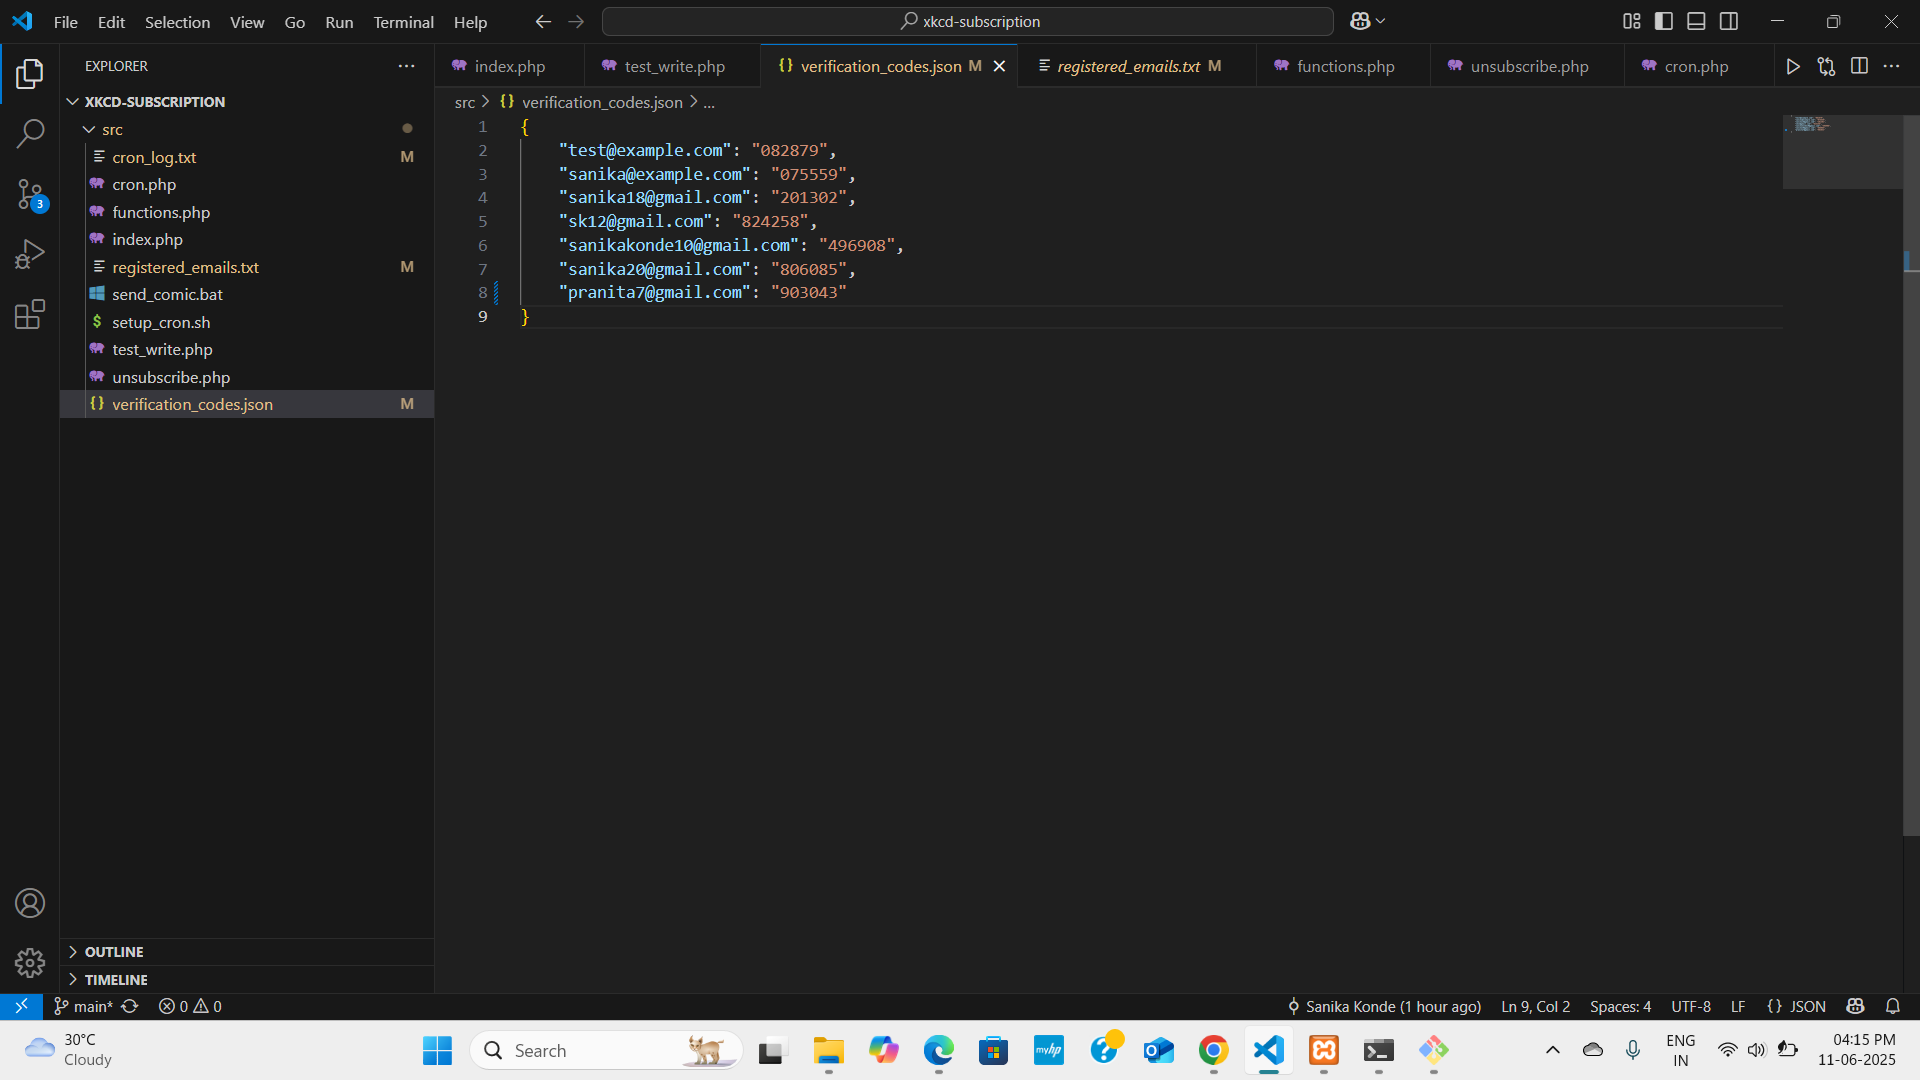 File Edit Selection View Go Run Terminal Help
xkcd-subscription
EXPLORER
index.php
test_write.php
verification_codes.json M
registered_emails.txt M
functions.php
unsubscribe.php
cron.php
XKCD-SUBSCRIPTION
src
cron_log.txt M
cron.php
functions.php
index.php
registered_emails.txt M
send_comic.bat
setup_cron.sh
test_write.php
unsubscribe.php
verification_codes.json M
3
src > verification_codes.json > ...
1 {
2 "test@example.com": "082879",
3 "sanika@example.com": "075559",
4 "sanika18@gmail.com": "201302",
5 "sk12@gmail.com": "824258",
6 "sanikakonde10@gmail.com": "496908",
7 "sanika20@gmail.com": "806085",
8 "pranita7@gmail.com": "903043"
9 }
OUTLINE
TIMELINE
main* 0 0
Sanika Konde (1 hour ago) Ln 9, Col 2 Spaces: 4 UTF-8 LF {} JSON
30°C
Cloudy
Search
myhp
ENG
IN
04:15 PM
11-06-2025